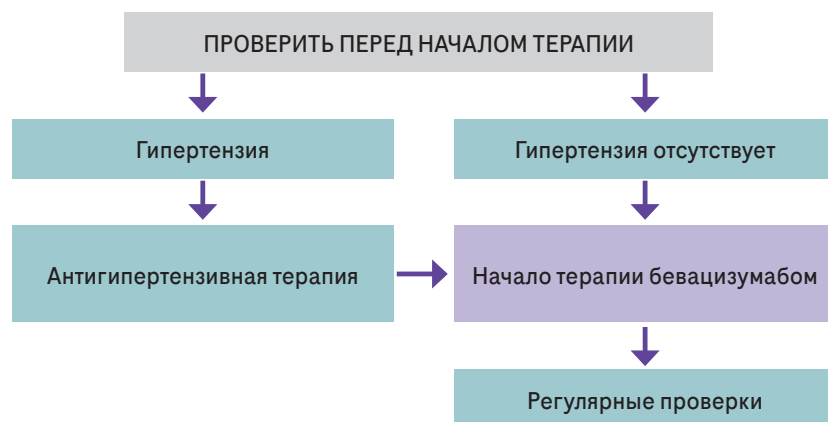 ПРОВЕРИТЬ ПЕРЕД НАЧАЛОМ ТЕРАПИИ
Гипертензия
Гипертензия отсутствует
Антигипертензивная терапия
Начало терапии бевацизумабом
Регулярные проверки